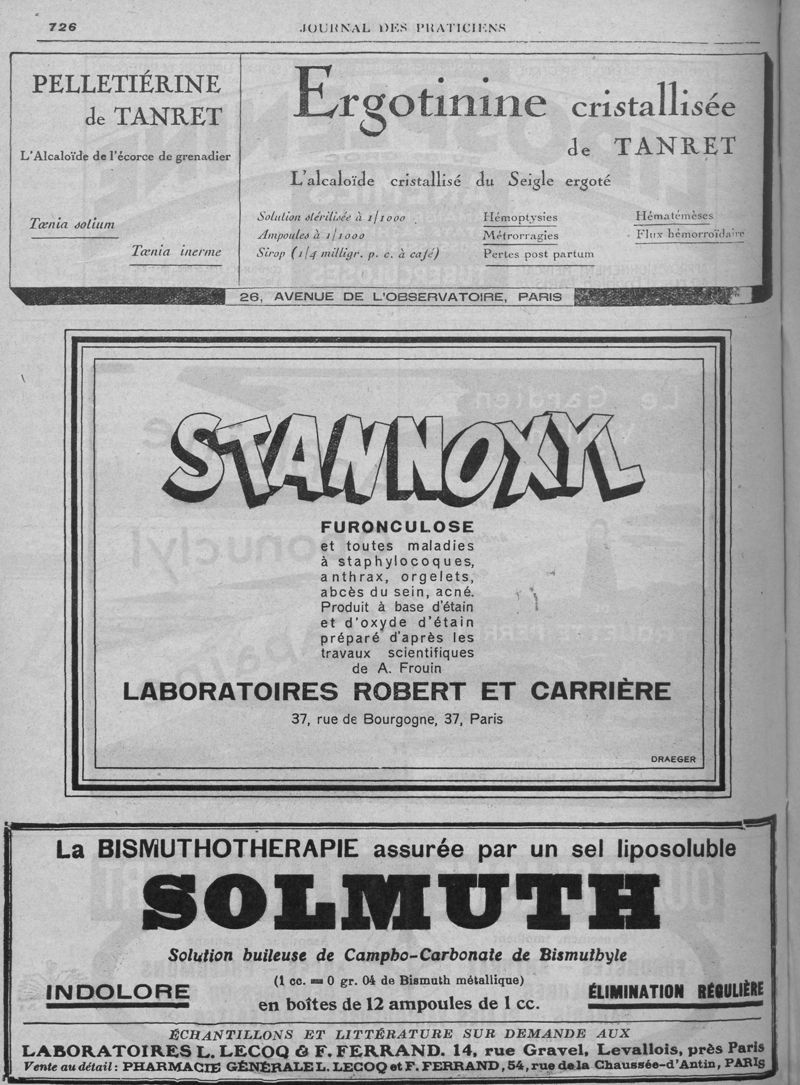 726
JOURNAL DES PRATICIENS
PELLETIÉRINE
de TANRET
L'Alcaloïde de l'écorce de grenadier
Tœnia solium
Tœnia inerme
Ergotinine cristallisée
de TANRET
L'alcaloïde cristallisé du Seigle ergoté
Solution stérilisée à 1/1000
Ampoules à 1/1000
Sirop (1/4 milligr. p. c. à café)
Hémoptysies
Métrorragies
Pertes post partum
Hématémèses
Flux hémorroïdaire
26, AVENUE DE L'OBSERVATOIRE, PARIS
STANNOXYL
FURONCULOSE
et toutes maladies
à staphylocoques,
anthrax, orgelets,
abcès du sein, acné.
Produit à base d'étain
et d'oxyde d'étain
préparé d'après les
travaux scientifiques
de A. Frouin
LABORATOIRES ROBERT ET CARRIÈRE
37, rue de Bourgogne, 37, Paris
DRAEGER
La BISMUTHOTHERAPIE assurée par un sel liposoluble
SOLMUTH
Solution huileuse de Campho-Carbonate de Bismuthyle
(1 cc. = 0 gr. 04 de Bismuth métallique)
INDOLORE
en boîtes de 12 ampoules de 1 cc.
ÉLIMINATION RÉGULIÈRE
ÉCHANTILLONS ET LITTÉRATURE SUR DEMANDE AUX
LABORATOIRES L. LECOQ & F. FERRAND. 14, rue Gravel, Levallois, près Paris
Vente au détail : PHARMACIE GÉNÉRALE L. LECOQ et F. FERRAND, 54, rue de la Chaussée-d'Antin, PARIS